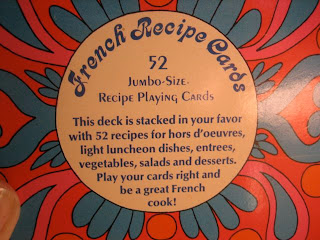 French Recipe Cards
52
Jumbo-Size
Recipe Playing Cards
This deck is stacked in your favor
with 52 recipes for hors d'oeuvres,
light luncheon dishes, entrees,
vegetables, salads and desserts.
Play your cards right and
be a great French
cook!